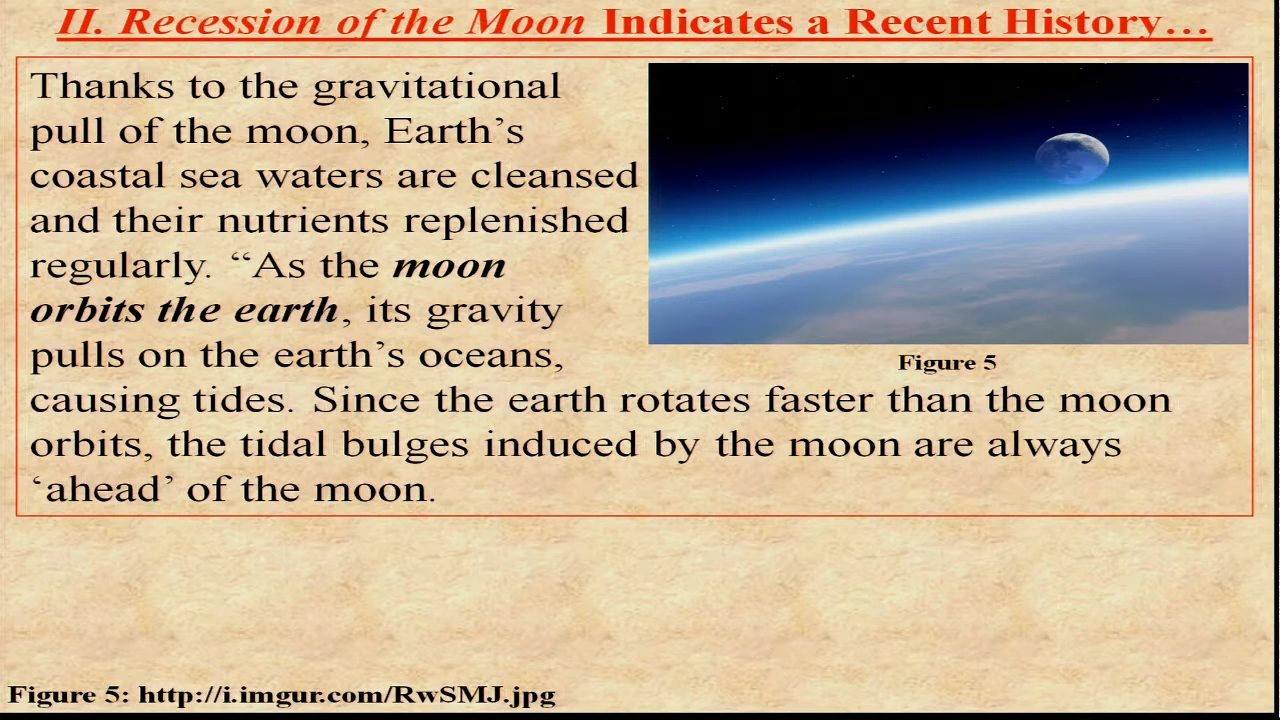 II. Recession of the Moon Indicates a Recent History…
Thanks to the gravitational
pull of the moon, Earth’s
coastal sea waters are cleansed
and their nutrients replenished
regularly. “As the moon
orbits the earth, its gravity
pulls on the earth’s oceans,
causing tides. Since the earth rotates faster than the moon
orbits, the tidal bulges induced by the moon are always
‘ahead’ of the moon.
Figure 5
Figure 5: http://i.imgur.com/RwSMJ.jpg